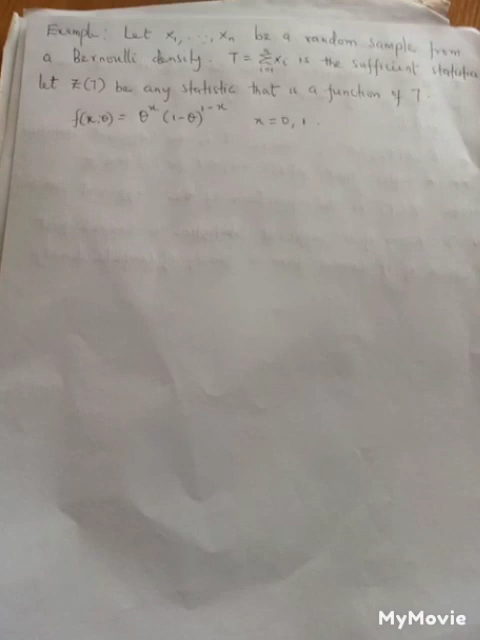 Example: Let x₁, ..., xₙ be a random sample from
a Bernoulli density. T = Σᵢ₌₁ⁿ xᵢ is the sufficient statistic
let Z(T) be any statistic that is a function of T.
f(x;θ) = θˣ (1-θ)¹⁻ˣ x = 0, 1.
MyMovie